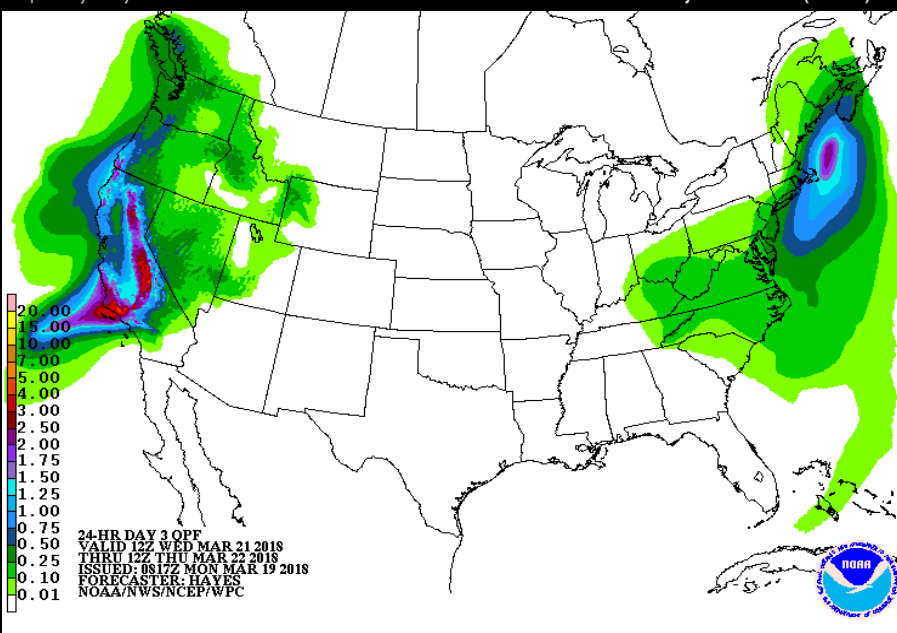 20.00
15.00
10.00
7.00
5.00
4.00
3.00
2.50
2.00
1.75
1.50
1.25
1.00
0.75
0.50
0.25
0.10
0.01
24-HR DAY 3 QPF
VALID 12Z WED MAR 21 2018
THRU 12Z THU MAR 22 2018
ISSUED: 0817Z MON MAR 19 2018
FORECASTER: HAYES
NOAA/NWS/NCEP/WPC
NOAA